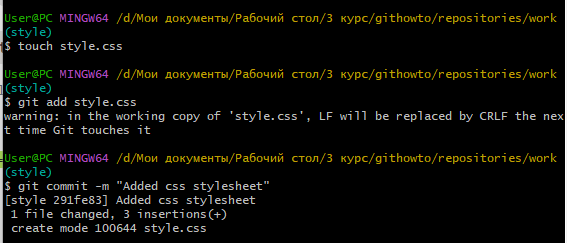 User@PC MINGW64 /d/Мои документы/Рабочий стол/3 курс/githowto/repositories/work
(style)
$ touch style.css
User@PC MINGW64 /d/Мои документы/Рабочий стол/3 курс/githowto/repositories/work
(style)
$ git add style.css
warning: in the working copy of 'style.css', LF will be replaced by CRLF the nex
t time Git touches it
User@PC MINGW64 /d/Мои документы/Рабочий стол/3 курс/githowto/repositories/work
(style)
$ git commit -m "Added css stylesheet"
[style 291fe83] Added css stylesheet
 1 file changed, 3 insertions(+)
 create mode 100644 style.css